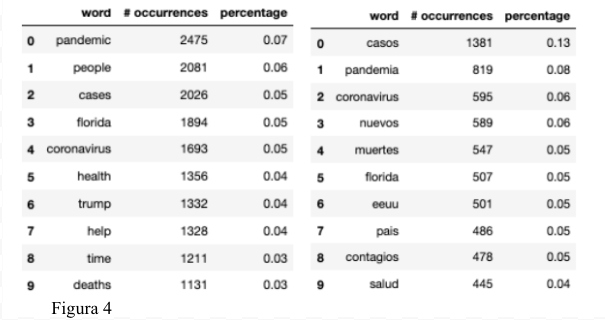 word # occurrences percentage
0 pandemic 2475 0.07
1 people 2081 0.06
2 cases 2026 0.05
3 florida 1894 0.05
4 coronavirus 1693 0.05
5 health 1356 0.04
6 trump 1332 0.04
7 help 1328 0.04
8 time 1211 0.03
9 deaths 1131 0.03
word # occurrences percentage
0 casos 1381 0.13
1 pandemia 819 0.08
2 coronavirus 595 0.06
3 nuevos 589 0.06
4 muertes 547 0.05
5 florida 507 0.05
6 eeuu 501 0.05
7 pais 486 0.05
8 contagios 478 0.05
9 salud 445 0.04
Figura 4